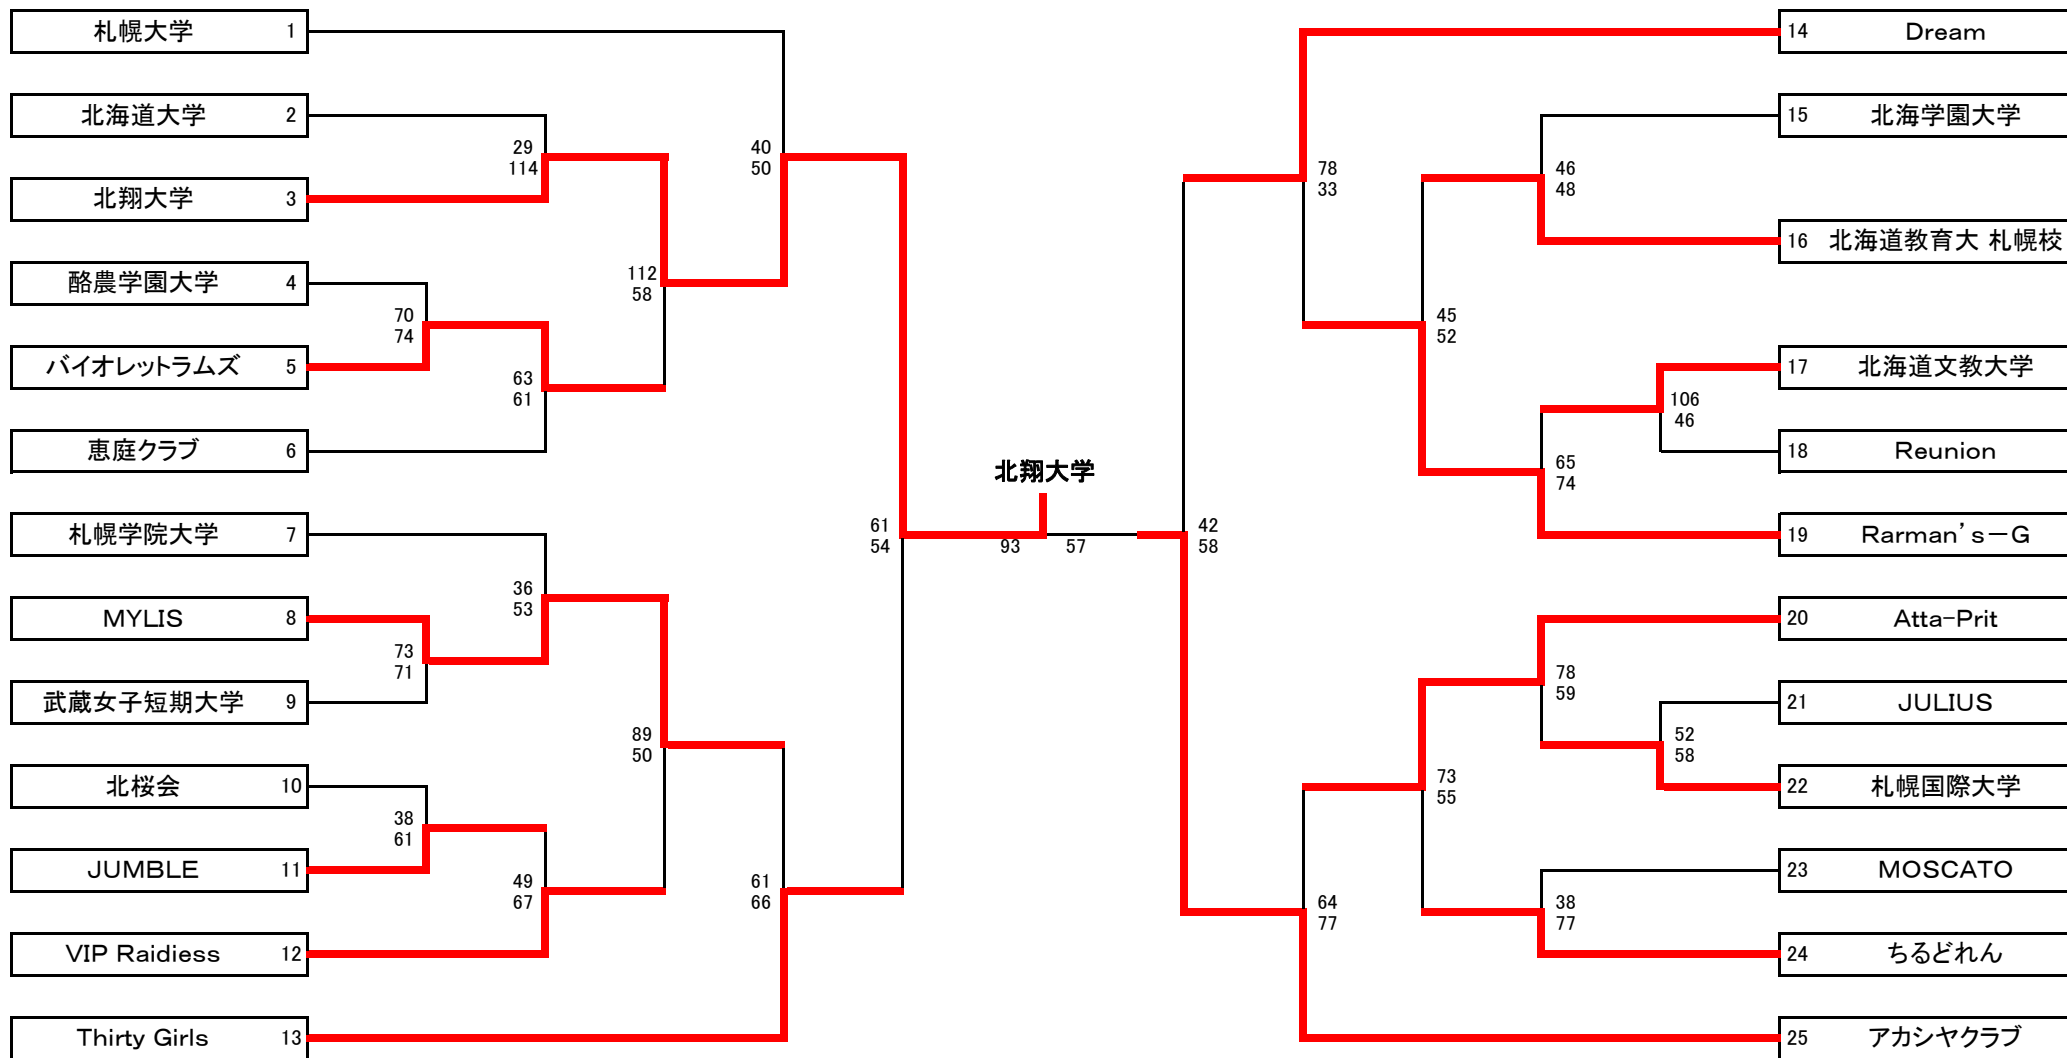 札幌大学 1
北海道大学 2
29
114
北翔大学 3
酪農学園大学 4
70
74
バイオレットラムズ 5
63
61
恵庭クラブ 6
112
58
40
50
札幌学院大学 7
36
53
MYLIS 8
73
71
武蔵女子短期大学 9
89
50
北桜会 10
38
61
JUMBLE 11
49
67
VIP Raidiess 12
61
66
Thirty Girls 13
61
54
北翔大学
93 57
42
58
14 Dream
78
33
15 北海学園大学
46
48
16 北海道教育大 札幌校
45
52
17 北海道文教大学
106
46
18 Reunion
65
74
19 Rarman's－G
20 Atta-Prit
78
59
21 JULIUS
52
58
22 札幌国際大学
73
55
23 MOSCATO
38
77
24 ちるどれん
64
77
25 アカシヤクラブ